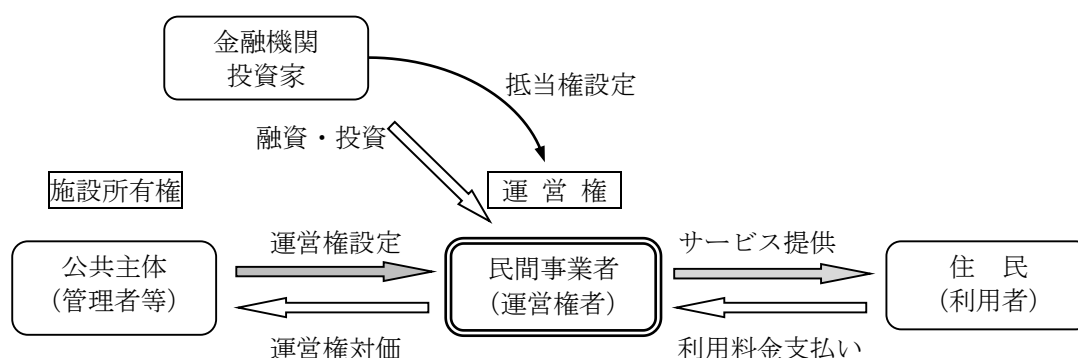 金融機関
投資家
抵当権設定
融資・投資
施設所有権
運営権
運営権設定
サービス提供
公共主体
(管理者等)
民間事業者
(運営権者)
住　民
(利用者)
運営権対価
利用料金支払い